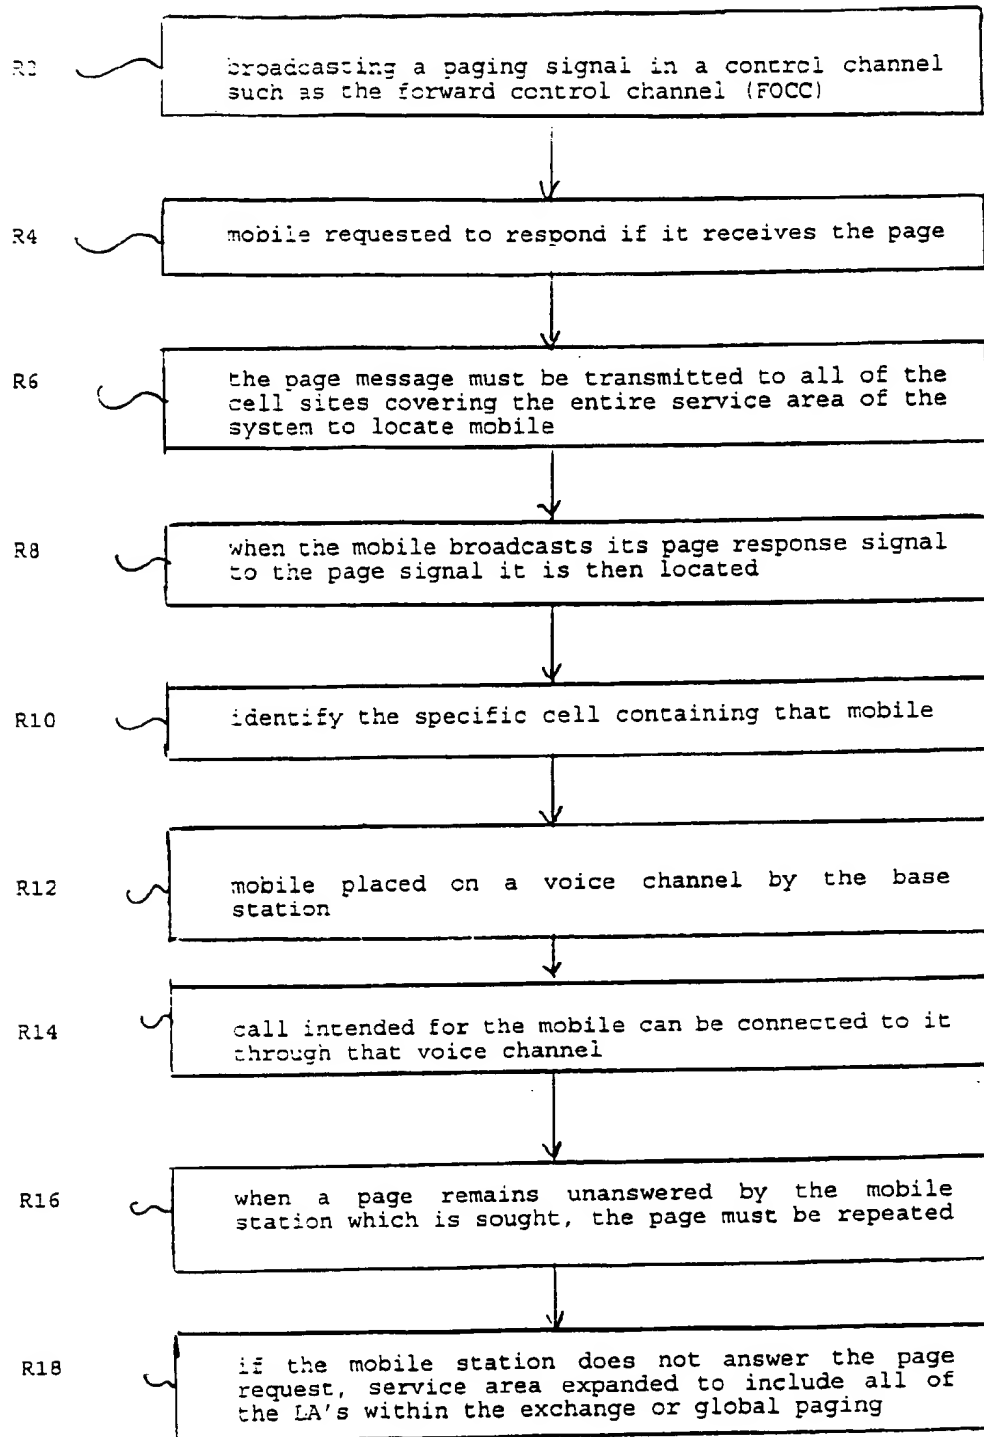 R2
broadcasting a paging signal in a control channel
such as the forward control channel (FOCC)
R4
mobile requested to respond if it receives the page
R6
the page message must be transmitted to all of the
cell sites covering the entire service area of the
system to locate mobile
R8
when the mobile broadcasts its page response signal
to the page signal it is then located
R10
identify the specific cell containing that mobile
R12
mobile placed on a voice channel by the base
station
R14
call intended for the mobile can be connected to it
through that voice channel
R16
when a page remains unanswered by the mobile
station which is sought, the page must be repeated
R18
if the mobile station does not answer the page
request, service area expanded to include all of
the LA's within the exchange or global paging